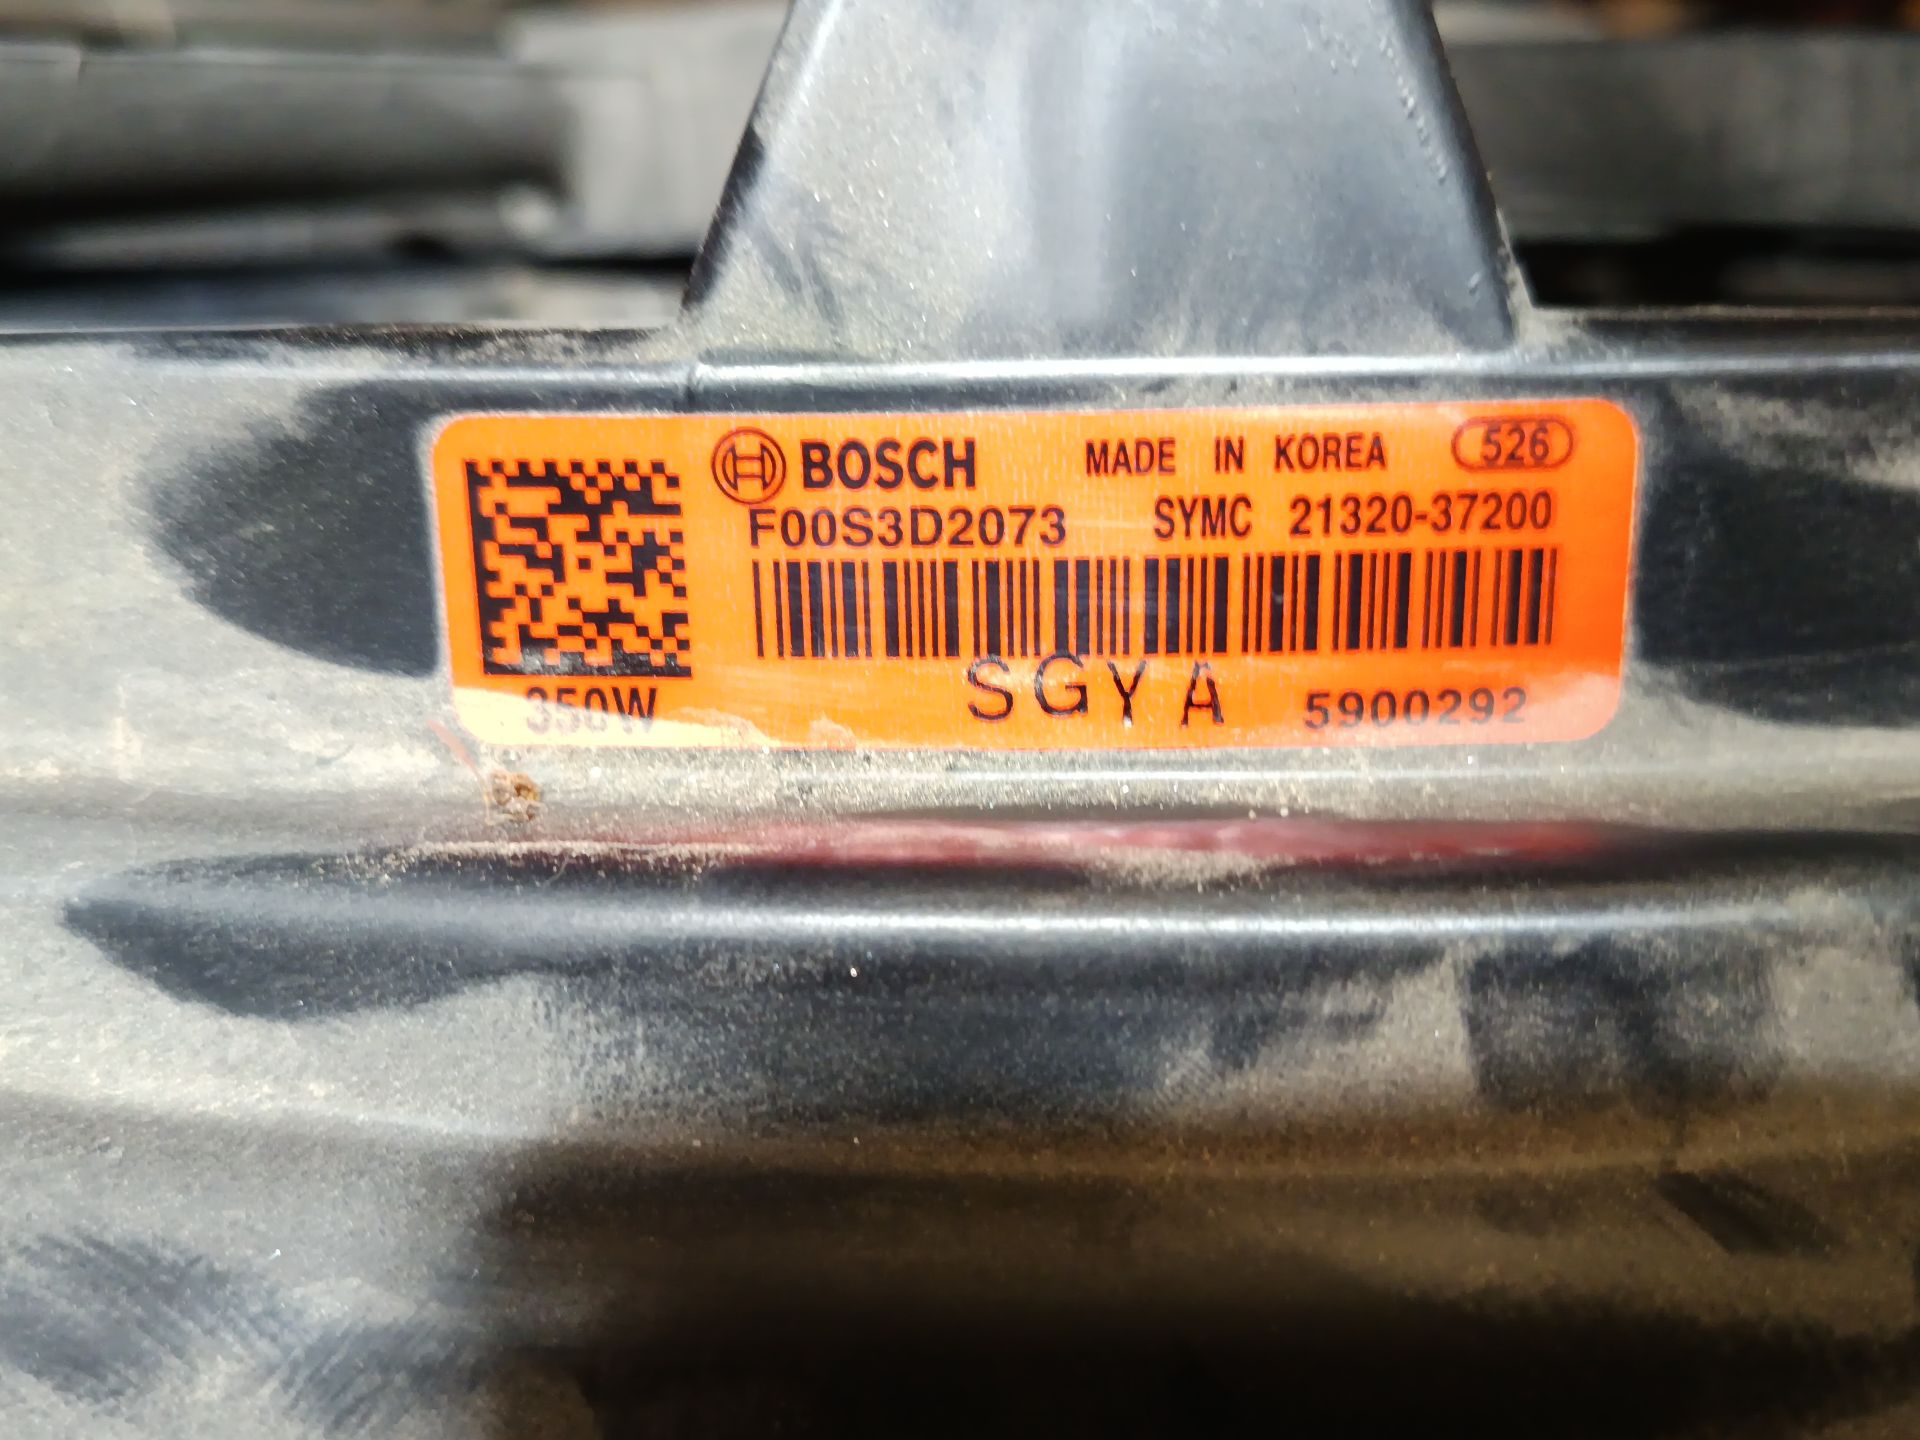 BOSCH MADE IN KOREA 526
F00S3D2073 SYMC 21320-37200
350W SGYA 5900292